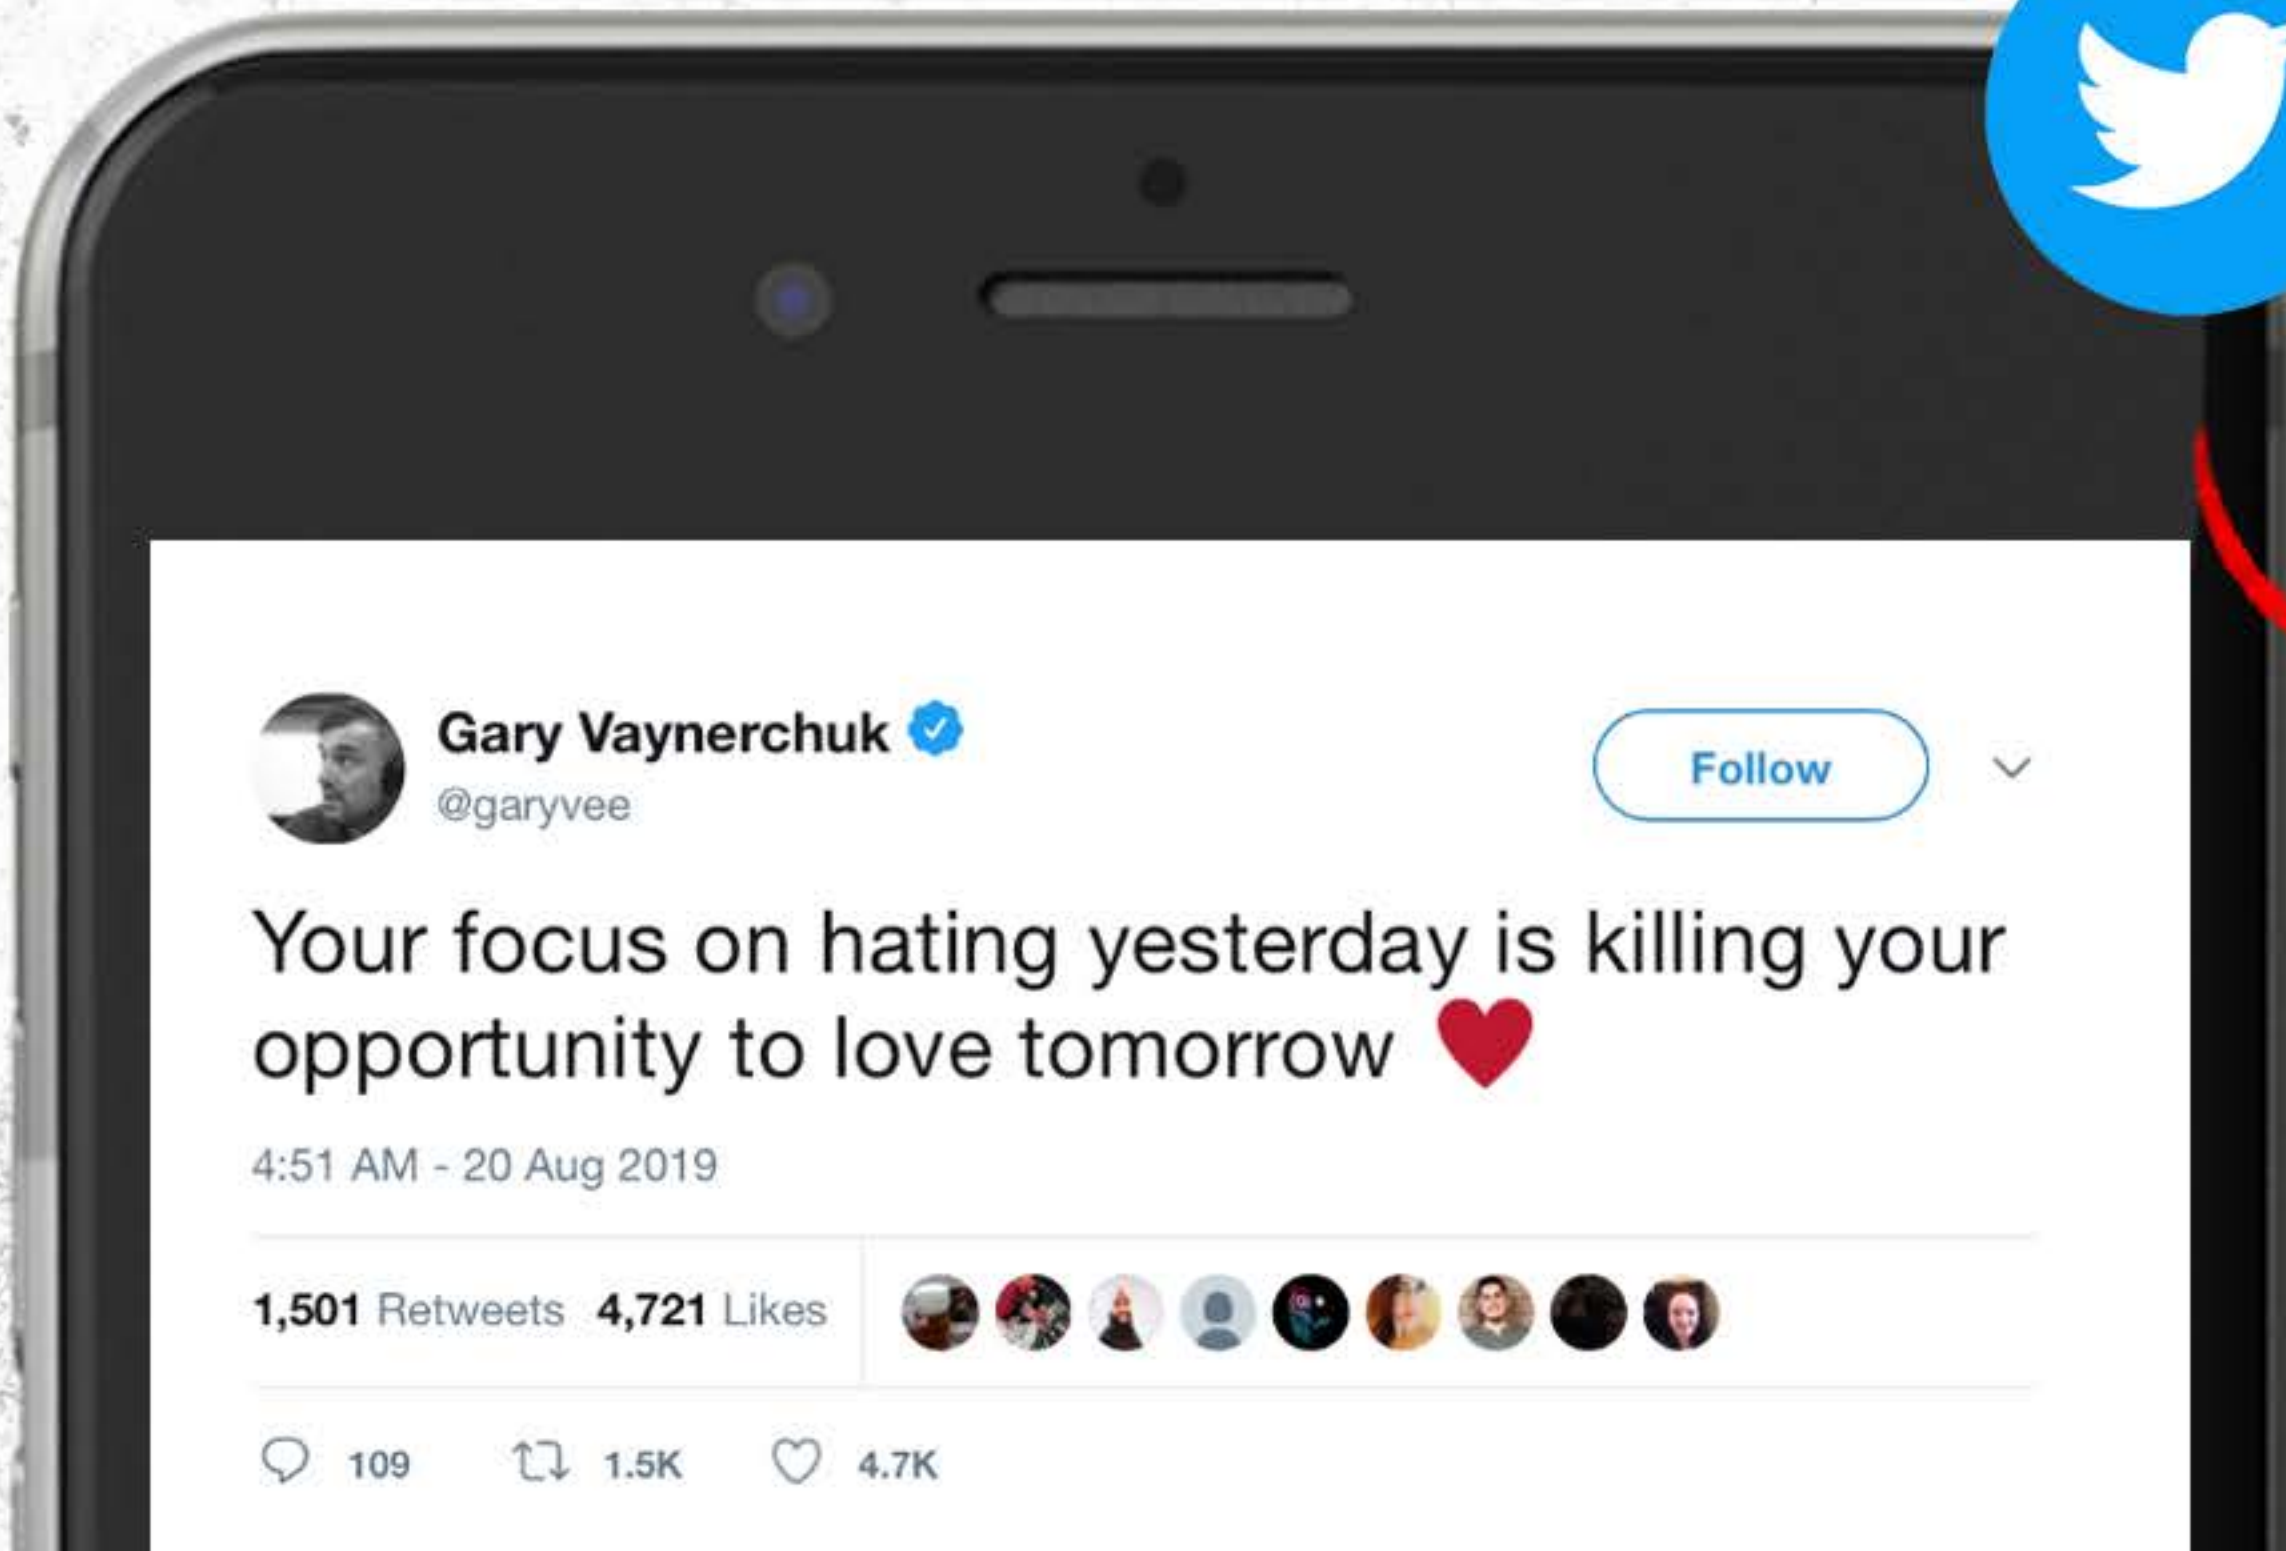 Gary Vaynerchuk
@garyvee
Follow
Your focus on hating yesterday is killing your
opportunity to love tomorrow ❤
4:51 AM - 20 Aug 2019
1,501 Retweets 4,721 Likes
109 1.5K 4.7K